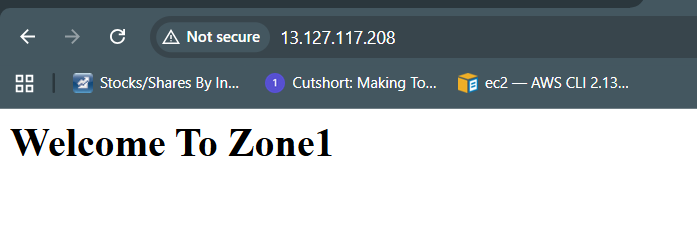 Not secure 13.127.117.208
Stocks/Shares By In... 1 Cutshort: Making To... ec2 — AWS CLI 2.13...
Welcome To Zone1